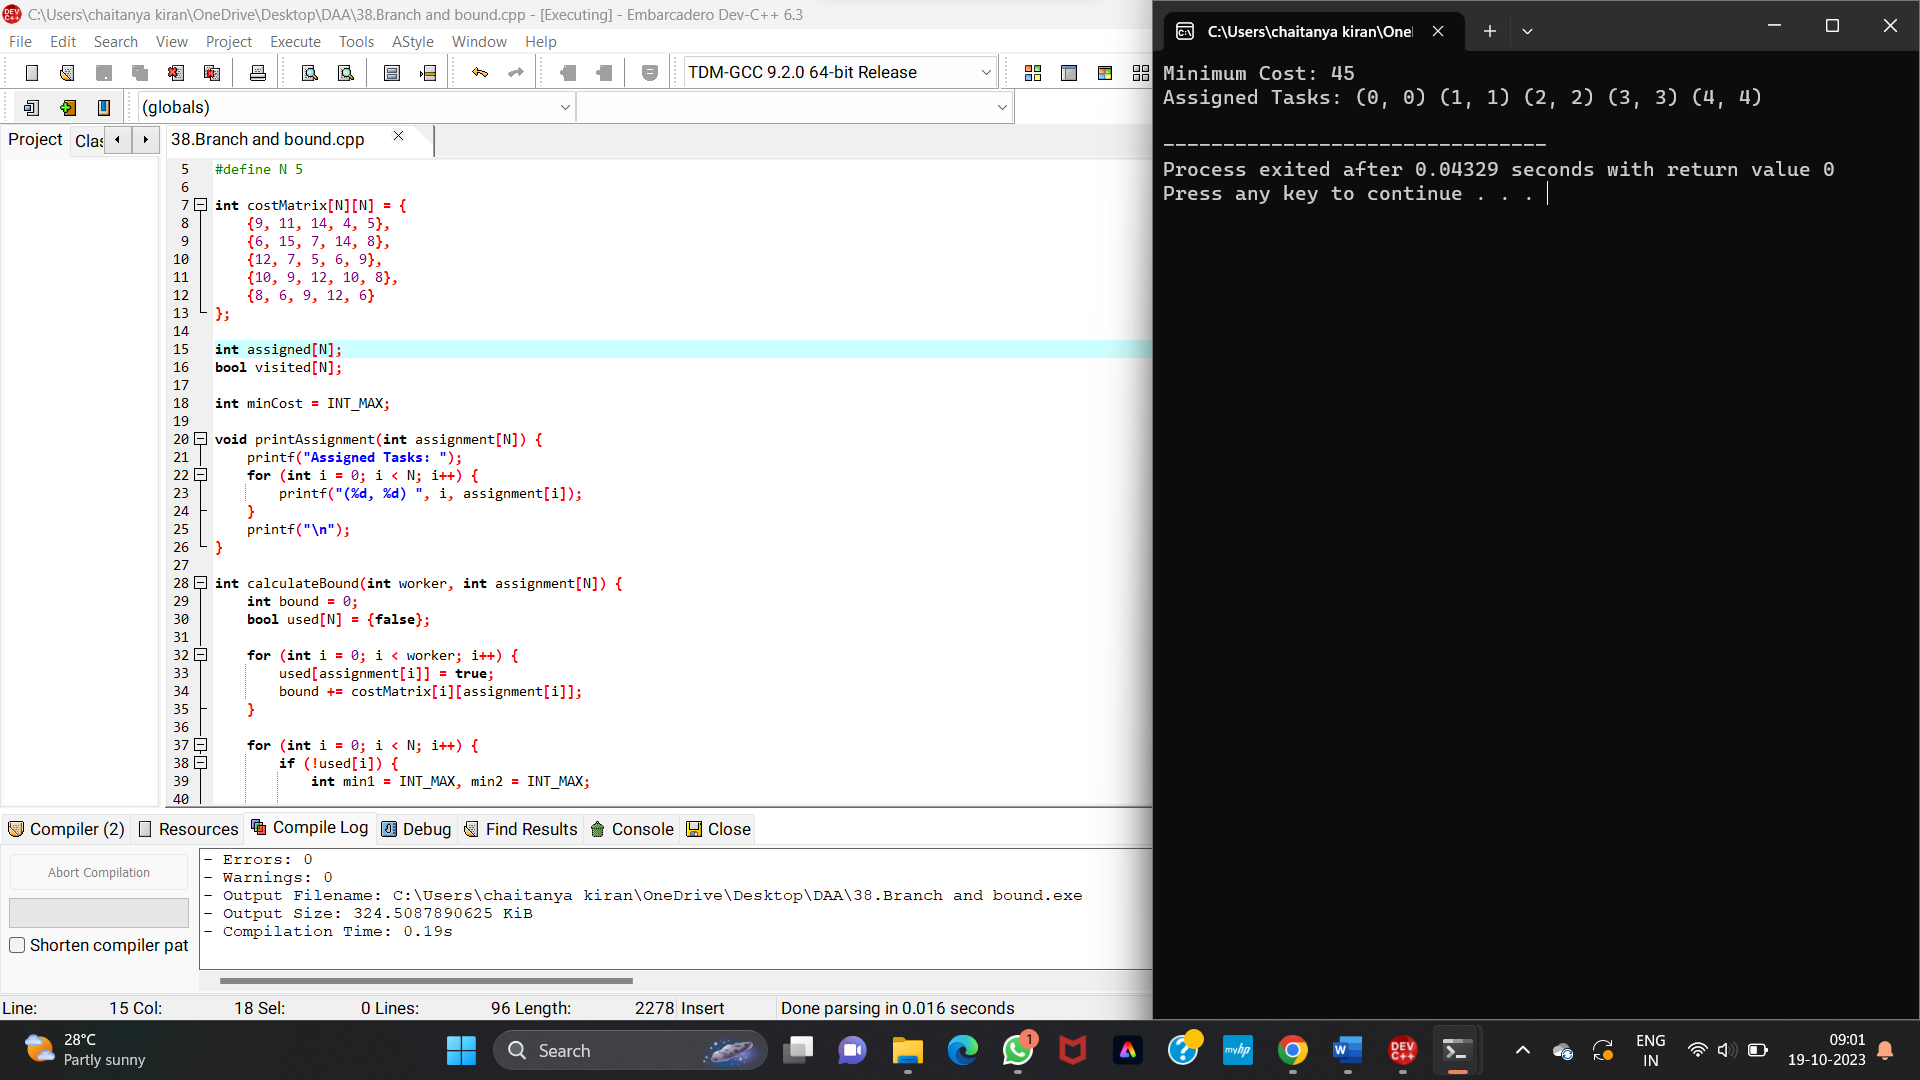 C:\Users\chaitanya kiran\OneDrive\Desktop\DAA\38.Branch and bound.cpp - [Executing] - Embarcadero Dev-C++ 6.3
File Edit Search View Project Execute Tools AStyle Window Help
TDM-GCC 9.2.0 64-bit Release
(globals)
Project Clas
38.Branch and bound.cpp
5 #define N 5
6
7 int costMatrix[N][N] = {
8 {9, 11, 14, 4, 5},
9 {6, 15, 7, 14, 8},
10 {12, 7, 5, 6, 9},
11 {10, 9, 12, 10, 8},
12 {8, 6, 9, 12, 6}
13 };
14
15 int assigned[N];
16 bool visited[N];
17
18 int minCost = INT_MAX;
19
20 void printAssignment(int assignment[N]) {
21 printf("Assigned Tasks: ");
22 for (int i = 0; i < N; i++) {
23 printf("(%d, %d) ", i, assignment[i]);
24 }
25 printf("\n");
26 }
27
28 int calculateBound(int worker, int assignment[N]) {
29 int bound = 0;
30 bool used[N] = {false};
31
32 for (int i = 0; i < worker; i++) {
33 used[assignment[i]] = true;
34 bound += costMatrix[i][assignment[i]];
35 }
36
37 for (int i = 0; i < N; i++) {
38 if (!used[i]) {
39 int min1 = INT_MAX, min2 = INT_MAX;
40
Compiler (2) Resources Compile Log Debug Find Results Console Close
Abort Compilation
Shorten compiler pat
- Errors: 0
- Warnings: 0
- Output Filename: C:\Users\chaitanya kiran\OneDrive\Desktop\DAA\38.Branch and bound.exe
- Output Size: 324.5087890625 KiB
- Compilation Time: 0.19s
Line: 15 Col: 18 Sel: 0 Lines: 96 Length: 2278 Insert Done parsing in 0.016 seconds
C:\Users\chaitanya kiran\Onel
Minimum Cost: 45
Assigned Tasks: (0, 0) (1, 1) (2, 2) (3, 3) (4, 4)
--------------------------------
Process exited after 0.04329 seconds with return value 0
Press any key to continue . . .
28°C
Partly sunny
Search
1
myhp
DEV
C++
ENG
IN
09:01
19-10-2023